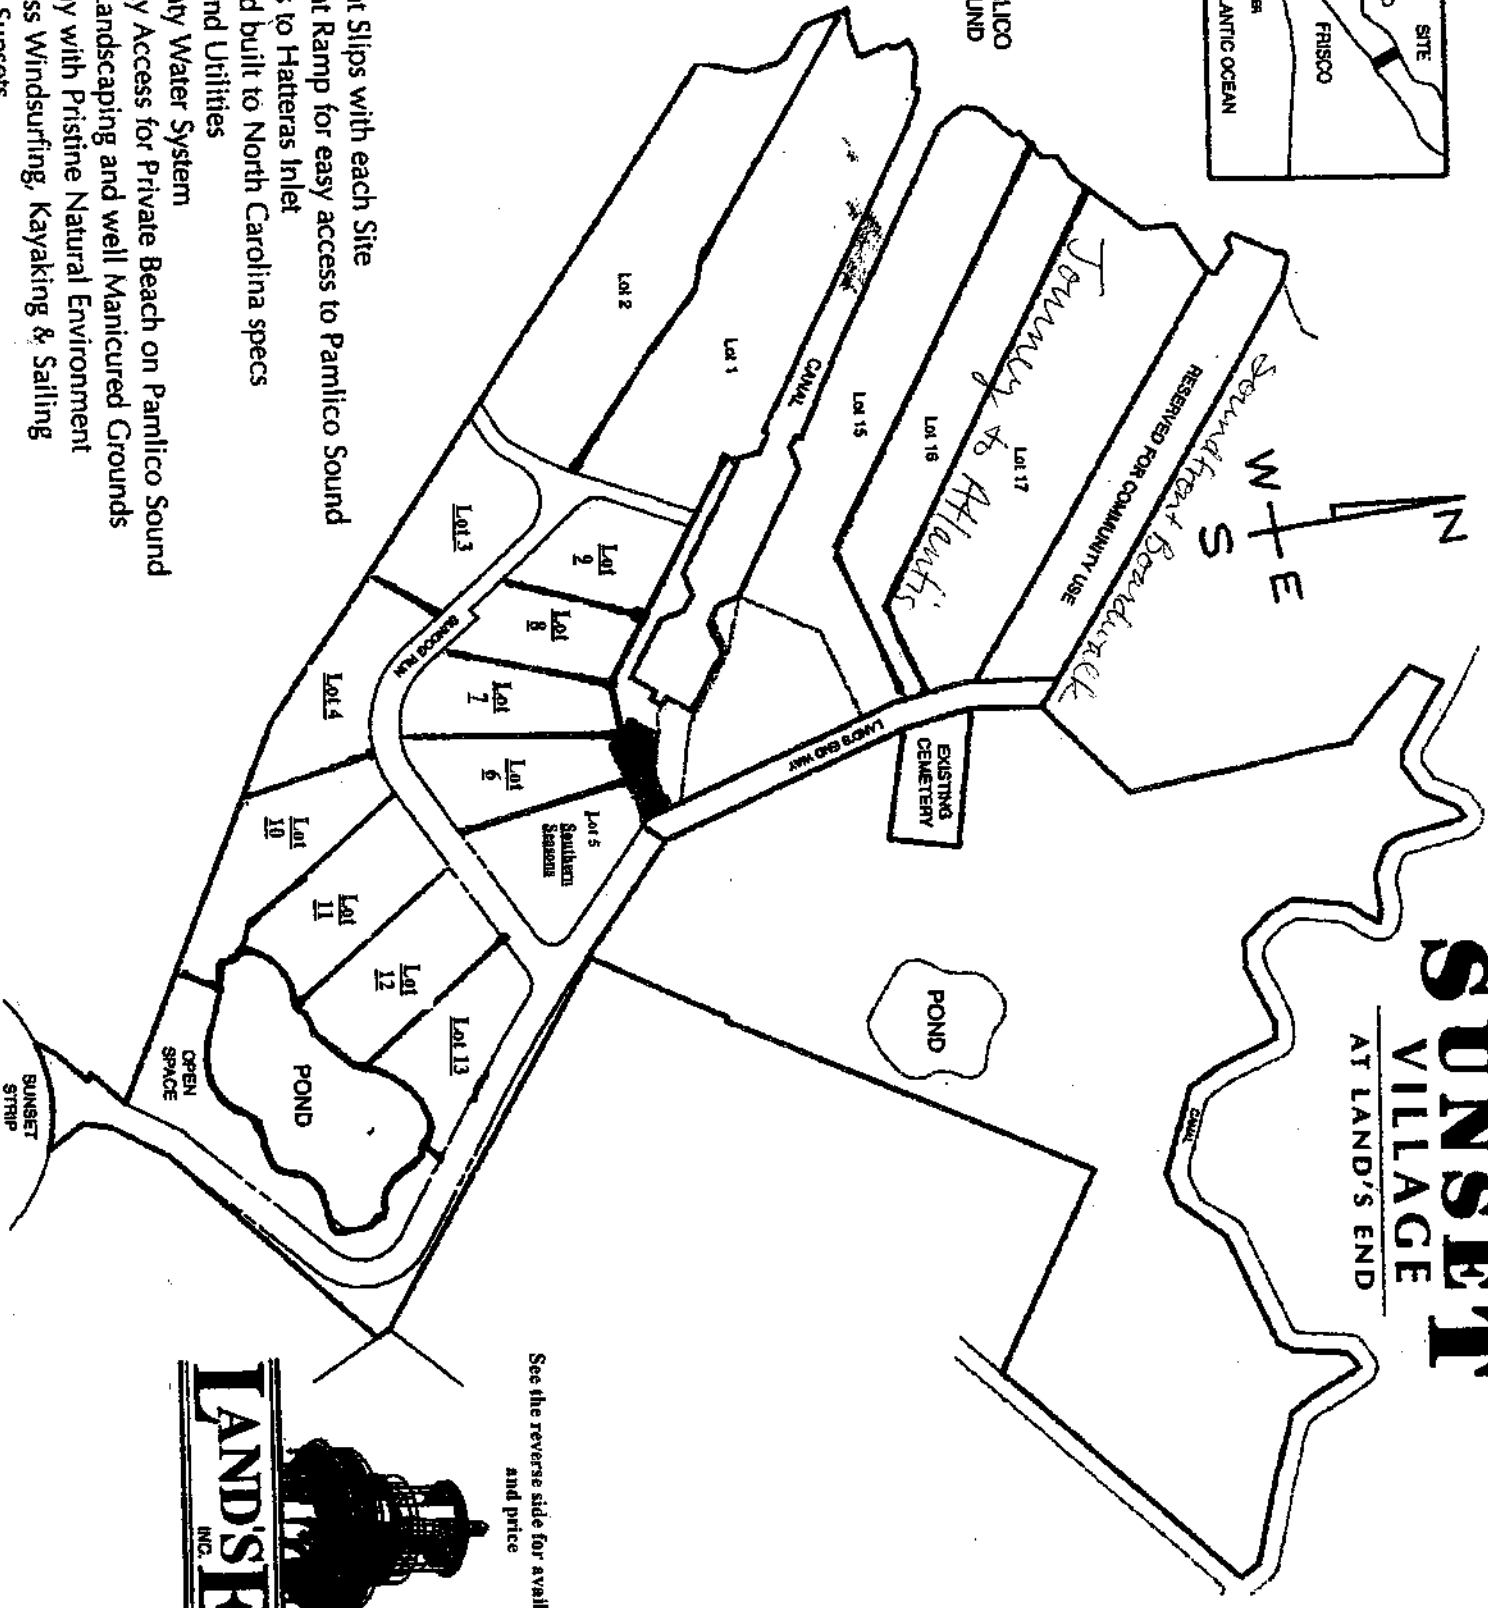 SUNSET
VILLAGE
AT LAND'S END
SITE
FRISCO
ANTIC OCEAN
LICO
UND
N
W
E
S
Soundfront Boardwalk
RESERVED FOR COMMUNITY USE
Journey to Atlantis
Lot 17
Lot 16
Lot 15
CANAL
Lot 1
Lot 2
CANAL
POND
EXISTING
CEMETERY
LAND'S END WAY
Lot 3
Lot 4
Lot
9
Lot
8
Lot
7
Lot
6
Lot 5
Southern
Seasons
SUNDOG RUN
Lot
10
Lot
11
Lot
12
Lot 13
POND
OPEN
SPACE
SUNSET
STRIP
t Slips with each Site
t Ramp for easy access to Pamlico Sound
s to Hatteras Inlet
d built to North Carolina specs
nd Utilities
ty Water System
y Access for Private Beach on Pamlico Sound
andscaping and well Manicured Grounds
y with Pristine Natural Environment
ss Windsurfing, Kayaking & Sailing
Sunsets
See the reverse side for avail
and price
LAND'S E
INC.